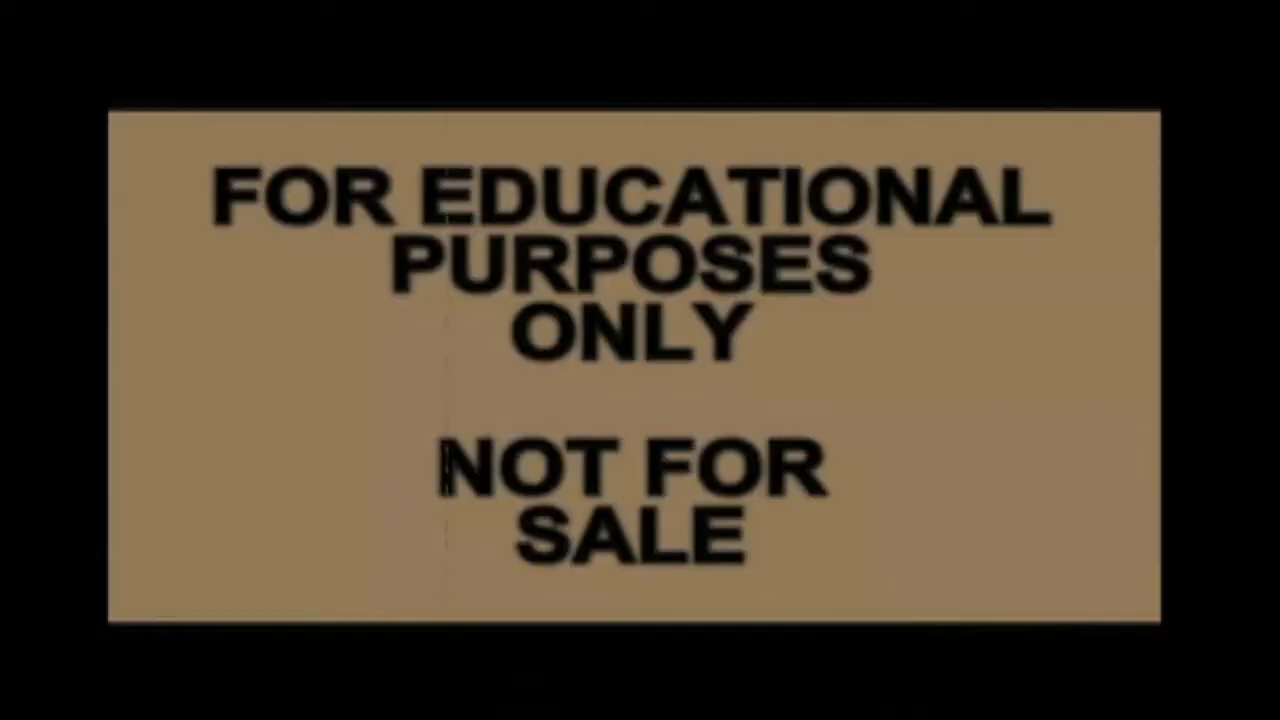 FOR EDUCATIONAL
PURPOSES
ONLY
NOT FOR
SALE